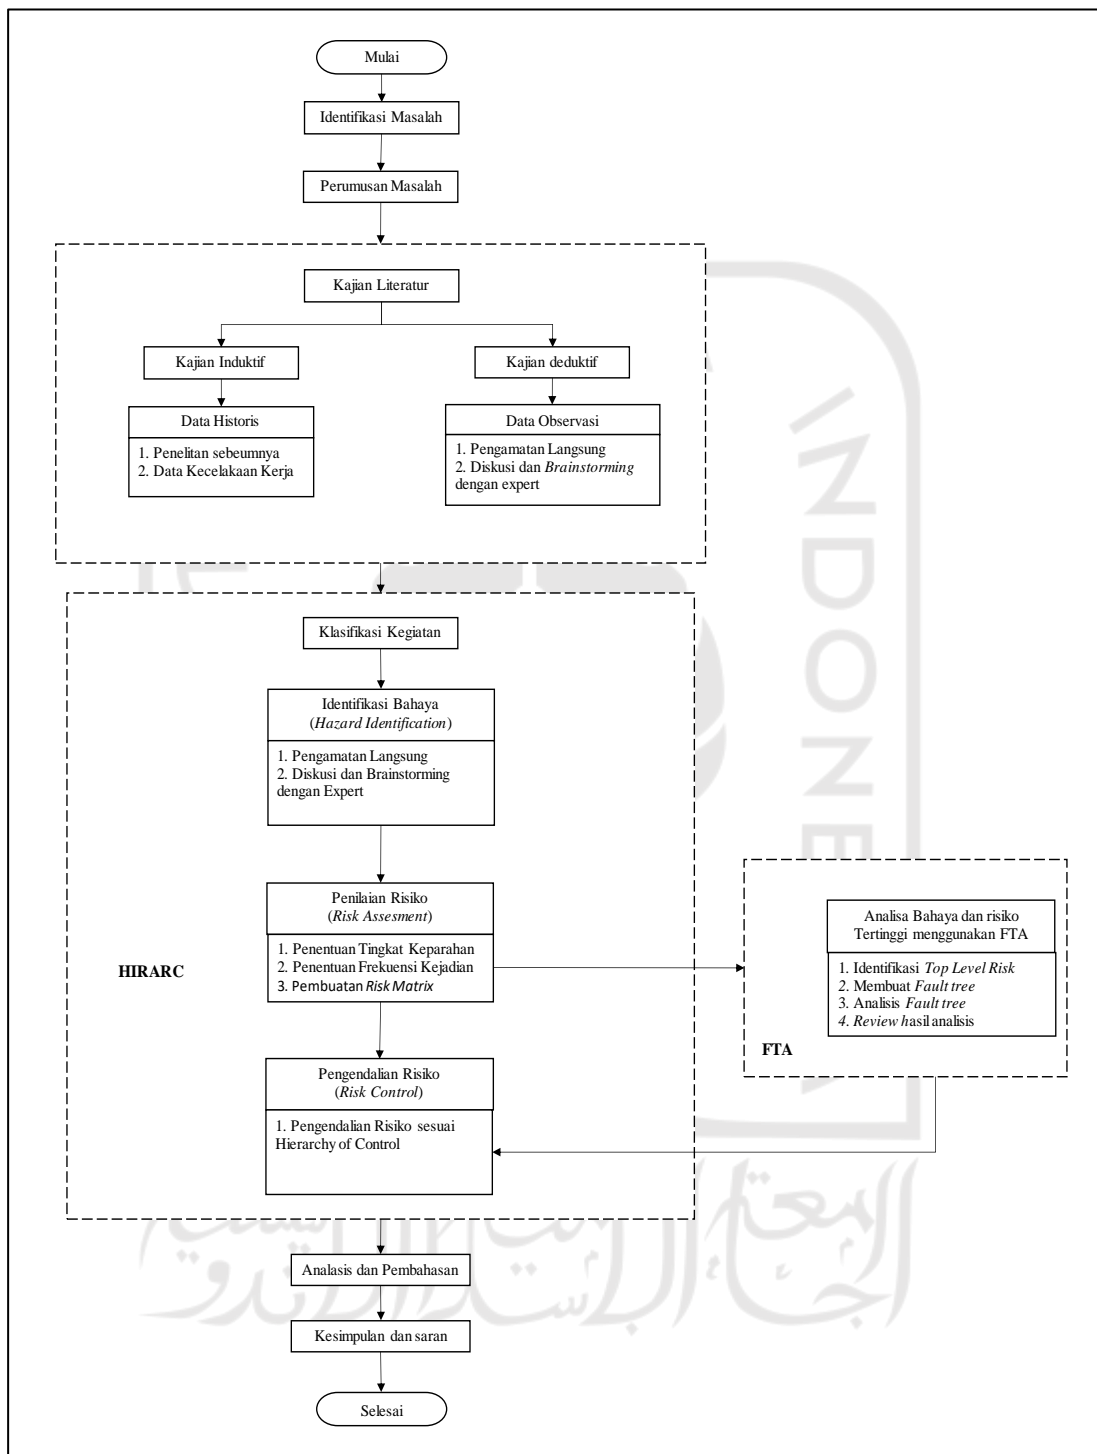 Mulai
Identifikasi Masalah
Perumusan Masalah
Kajian Literatur
Kajian Induktif
Kajian deduktif
Data Historis
1. Penelitan sebeumnya
2. Data Kecelakaan Kerja
Data Observasi
1. Pengamatan Langsung
2. Diskusi dan Brainstorming
dengan expert
Klasifikasi Kegiatan
Identifikasi Bahaya
(Hazard Identification)
1. Pengamatan Langsung
2. Diskusi dan Brainstorming
dengan Expert
Penilaian Risiko
(Risk Assesment)
1. Penentuan Tingkat Keparahan
2. Penentuan Frekuensi Kejadian
3. Pembuatan Risk Matrix
HIRARC
Analisa Bahaya dan risiko
Tertinggi menggunakan FTA
1. Identifikasi Top Level Risk
2. Membuat Fault tree
3. Analisis Fault tree
4. Review hasil analisis
FTA
Pengendalian Risiko
(Risk Control)
1. Pengendalian Risiko sesuai
Hierarchy of Control
Analasis dan Pembahasan
Kesimpulan dan saran
Selesai